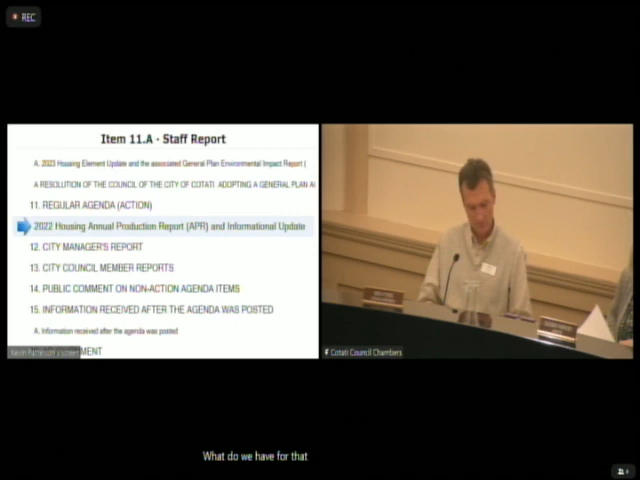 REC
Item 11.A - Staff Report
A. 2023 Housing Element Update and the associated General Plan Environmental Impact Report (
A RESOLUTION OF THE COUNCIL OF THE CITY OF COTATI ADOPTING A GENERAL PLAN A
11. REGULAR AGENDA (ACTION)
2022 Housing Annual Production Report (APR) and Informational Update
12. CITY MANAGER'S REPORT
13. CITY COUNCIL MEMBER REPORTS
14. PUBLIC COMMENT ON NON-ACTION AGENDA ITEMS
15. INFORMATION RECEIVED AFTER THE AGENDA WAS POSTED
A. Information received after the agenda was posted
MENT
Cotati Council Chambers
What do we have for that